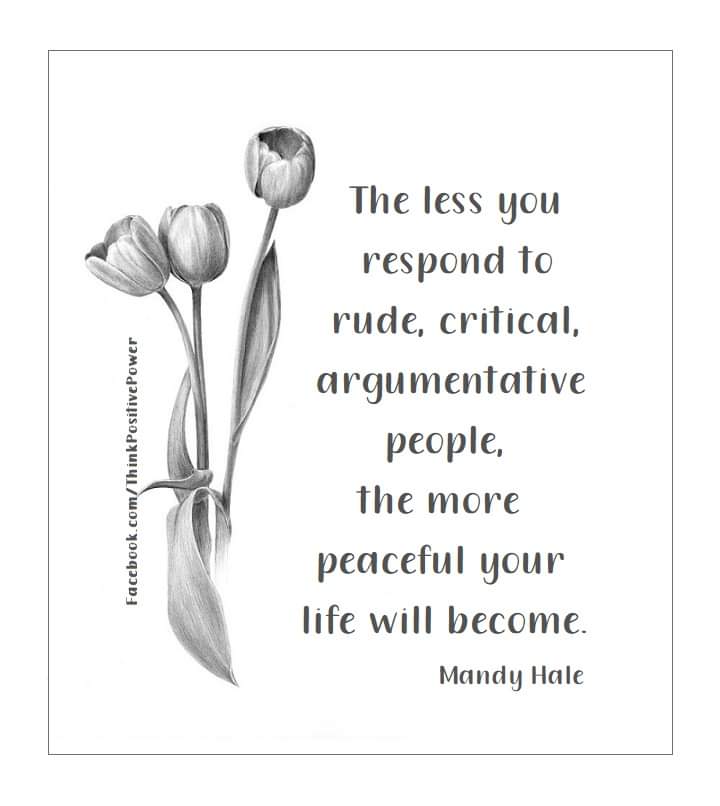 The less you
respond to
rude, critical,
argumentative
people,
the more
peaceful your
life will become.
Mandy Hale
Facebook.com/ThinkPositivePower